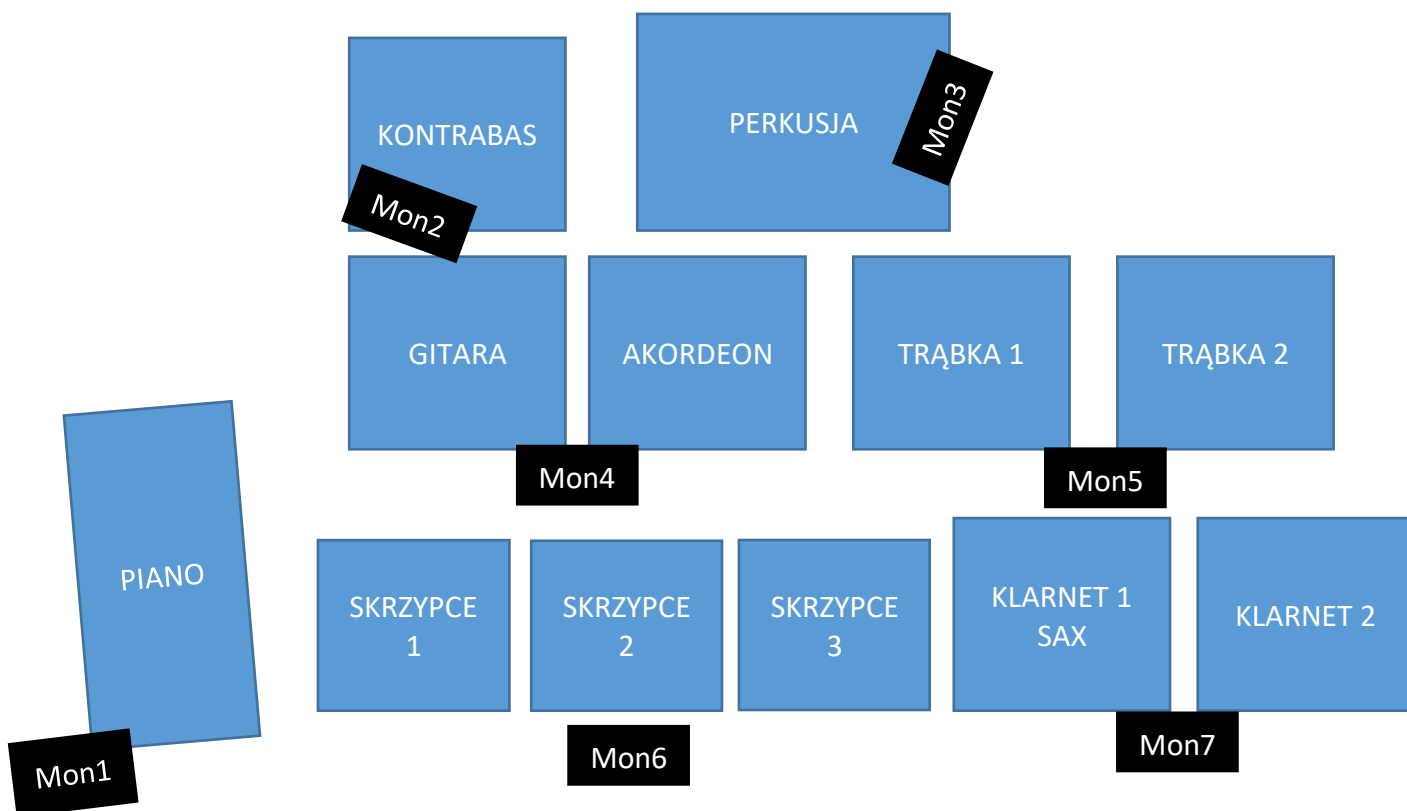 KONTRABAS
PERKUSJA
Mon3
Mon2
GITARA
AKORDEON
TRĄBKA 1
TRĄBKA 2
Mon4
Mon5
PIANO
SKRZYPCE
1
SKRZYPCE
2
SKRZYPCE
3
KLARNET 1
SAX
KLARNET 2
Mon1
Mon6
Mon7